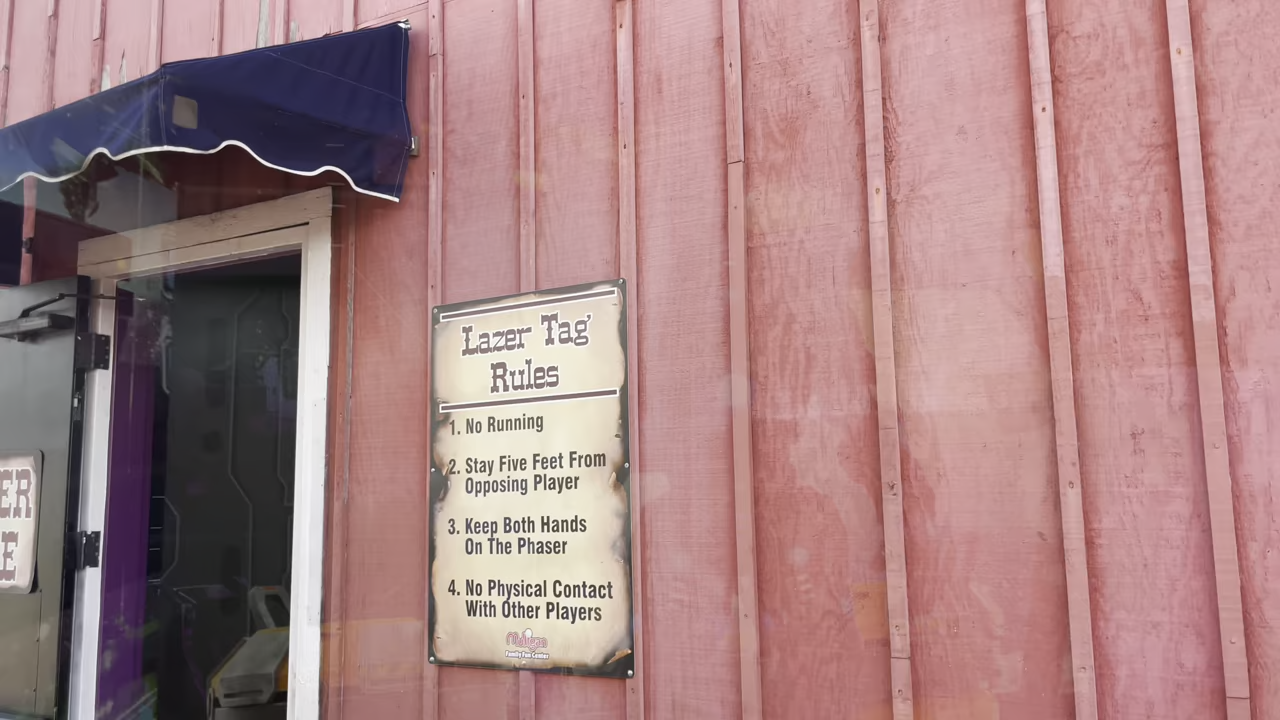 Lazer Tag
Rules
1. No Running
2. Stay Five Feet From
Opposing Player
3. Keep Both Hands
On The Phaser
4. No Physical Contact
With Other Players
Family Fun Center
ER
E